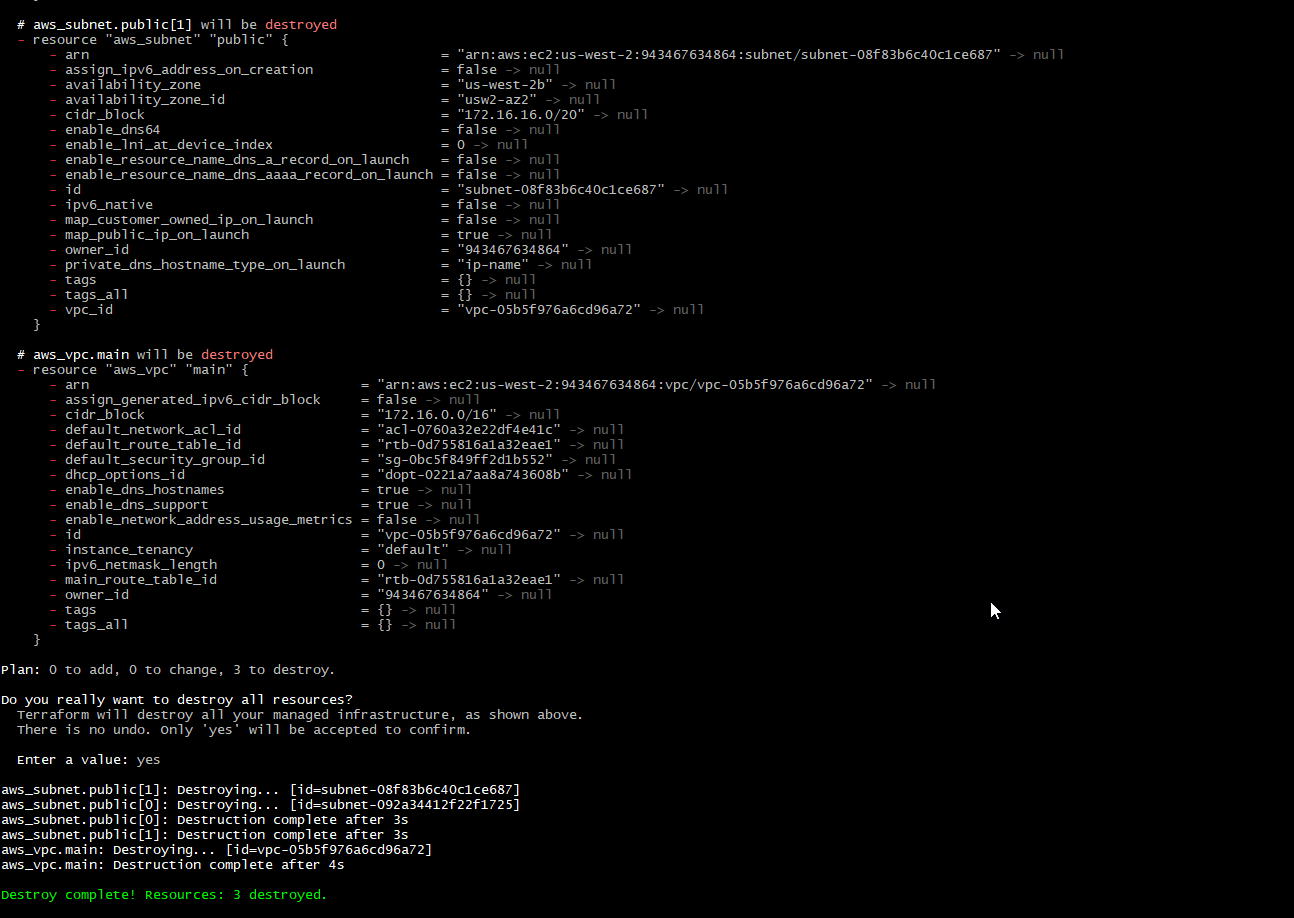 # aws_subnet.public[1] will be destroyed
- resource "aws_subnet" "public" {
- arn = "arn:aws:ec2:us-west-2:943467634864:subnet/subnet-08f83b6c40c1ce687" -> null
- assign_ipv6_address_on_creation = false -> null
- availability_zone = "us-west-2b" -> null
- availability_zone_id = "usw2-az2" -> null
- cidr_block = "172.16.16.0/20" -> null
- enable_dns64 = false -> null
- enable_lni_at_device_index = 0 -> null
- enable_resource_name_dns_a_record_on_launch = false -> null
- enable_resource_name_dns_aaaa_record_on_launch = false -> null
- id = "subnet-08f83b6c40c1ce687" -> null
- ipv6_native = false -> null
- map_customer_owned_ip_on_launch = false -> null
- map_public_ip_on_launch = true -> null
- owner_id = "943467634864" -> null
- private_dns_hostname_type_on_launch = "ip-name" -> null
- tags = {} -> null
- tags_all = {} -> null
- vpc_id = "vpc-05b5f976a6cd96a72" -> null
}
# aws_vpc.main will be destroyed
- resource "aws_vpc" "main" {
- arn = "arn:aws:ec2:us-west-2:943467634864:vpc/vpc-05b5f976a6cd96a72" -> null
- assign_generated_ipv6_cidr_block = false -> null
- cidr_block = "172.16.0.0/16" -> null
- default_network_acl_id = "acl-0760a32e22df4e41c" -> null
- default_route_table_id = "rtb-0d755816a1a32eae1" -> null
- default_security_group_id = "sg-0bc5f849ff2d1b552" -> null
- dhcp_options_id = "dopt-0221a7aa8a743608b" -> null
- enable_dns_hostnames = true -> null
- enable_dns_support = true -> null
- enable_network_address_usage_metrics = false -> null
- id = "vpc-05b5f976a6cd96a72" -> null
- instance_tenancy = "default" -> null
- ipv6_netmask_length = 0 -> null
- main_route_table_id = "rtb-0d755816a1a32eae1" -> null
- owner_id = "943467634864" -> null
- tags = {} -> null
- tags_all = {} -> null
}
Plan: 0 to add, 0 to change, 3 to destroy.
Do you really want to destroy all resources?
Terraform will destroy all your managed infrastructure, as shown above.
There is no undo. Only 'yes' will be accepted to confirm.
Enter a value: yes
aws_subnet.public[1]: Destroying... [id=subnet-08f83b6c40c1ce687]
aws_subnet.public[0]: Destroying... [id=subnet-092a34412f22f1725]
aws_subnet.public[0]: Destruction complete after 3s
aws_subnet.public[1]: Destruction complete after 3s
aws_vpc.main: Destroying... [id=vpc-05b5f976a6cd96a72]
aws_vpc.main: Destruction complete after 4s
Destroy complete! Resources: 3 destroyed.